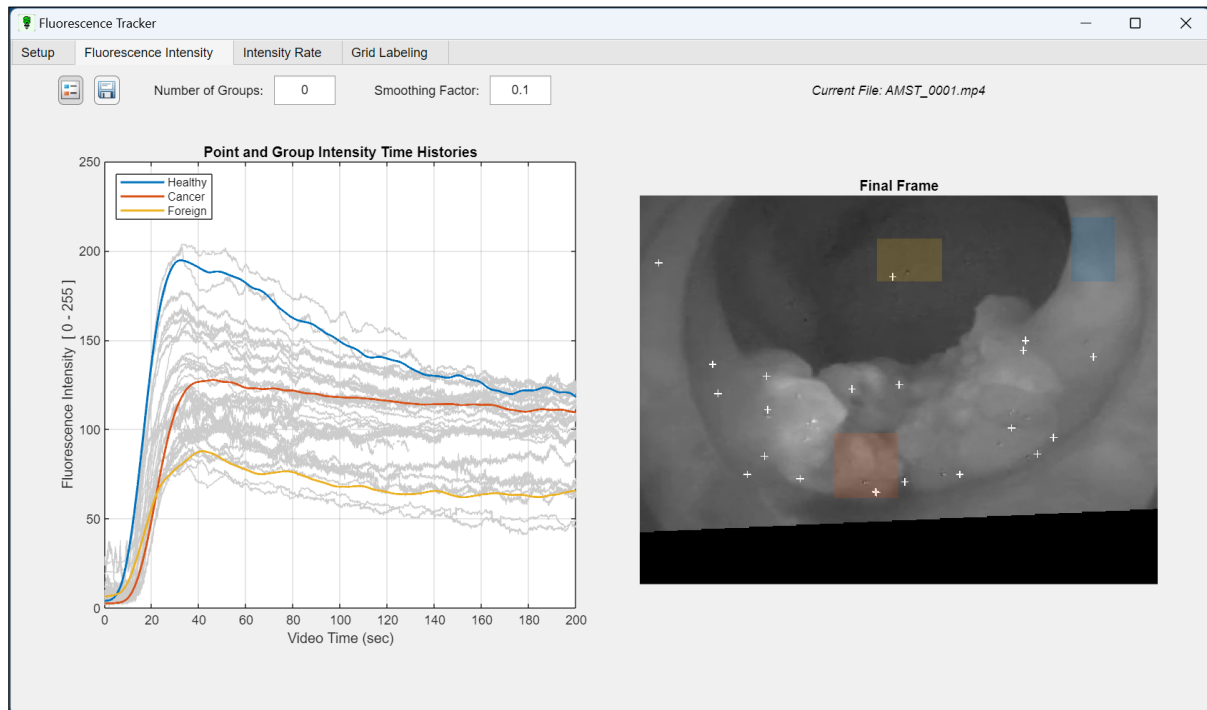 Fluorescence Tracker
Setup Fluorescence Intensity Intensity Rate Grid Labeling
Number of Groups: 0 Smoothing Factor: 0.1 Current File: AMST_0001.mp4
Point and Group Intensity Time Histories
250
200
150
100
50
0
Fluorescence Intensity [ 0 - 255 ]
Healthy
Cancer
Foreign
0 20 40 60 80 100 120 140 160 180 200
Video Time (sec)
Final Frame